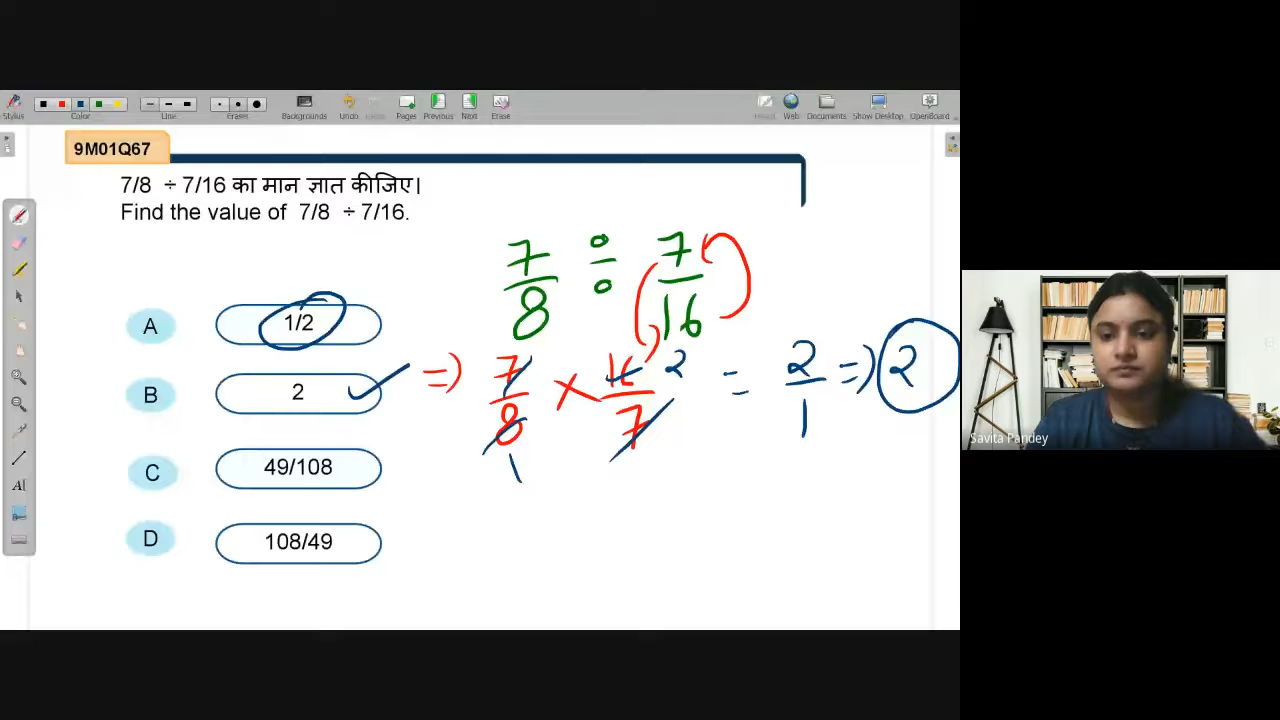 Stylus
Color
Line
Eraser
Backgrounds
Undo
Pages
Previous
Next
Erase
Web
Documents
Show Desktop
OpenBoard
9M01Q67
7/8 ÷ 7/16 का मान ज्ञात कीजिए।
Find the value of 7/8 ÷ 7/16.
7/8 ÷ 7/16
A 1/2
B 2
C 49/108
D 108/49
⇒ 7/8 × 16/7 2 = 2/1 ⇒ 2
1
Savita Pandey